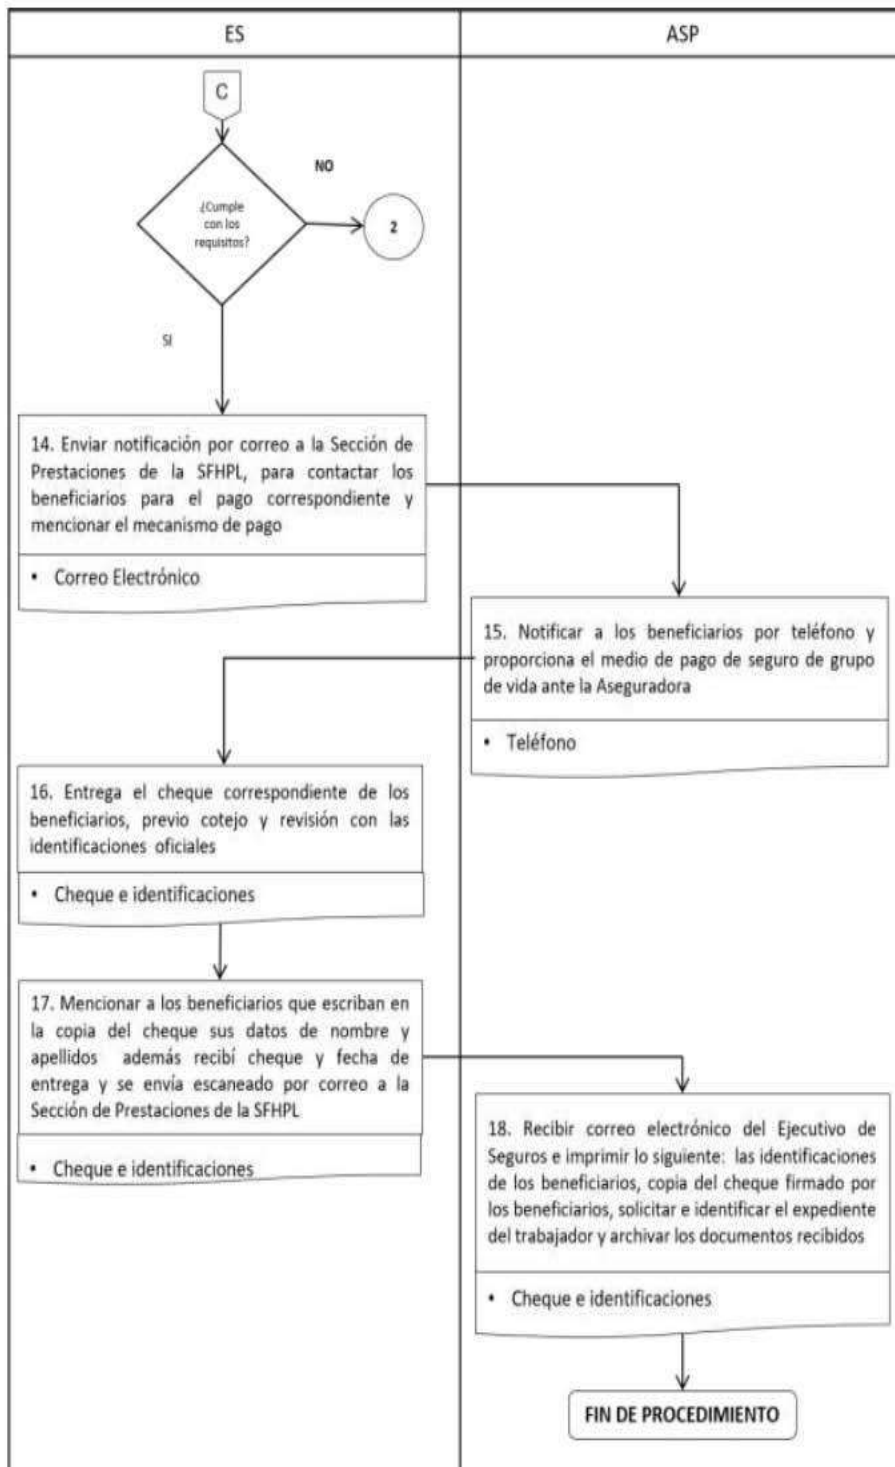 ES
ASP
C
NO
¿Cumple
con los
requisitos?
2
SI
14. Enviar notificación por correo a la Sección de
Prestaciones de la SFHPL, para contactar los
beneficiarios para el pago correspondiente y
mencionar el mecanismo de pago
• Correo Electrónico
15. Notificar a los beneficiarios por teléfono y
proporciona el medio de pago de seguro de grupo
de vida ante la Aseguradora
• Teléfono
16. Entrega el cheque correspondiente de los
beneficiarios, previo cotejo y revisión con las
identificaciones oficiales
• Cheque e identificaciones
17. Mencionar a los beneficiarios que escriban en
la copia del cheque sus datos de nombre y
apellidos además recibí cheque y fecha de
entrega y se envía escaneado por correo a la
Sección de Prestaciones de la SFHPL
• Cheque e identificaciones
18. Recibir correo electrónico del Ejecutivo de
Seguros e imprimir lo siguiente: las identificaciones
de los beneficiarios, copia del cheque firmado por
los beneficiarios, solicitar e identificar el expediente
del trabajador y archivar los documentos recibidos
• Cheque e identificaciones
FIN DE PROCEDIMIENTO